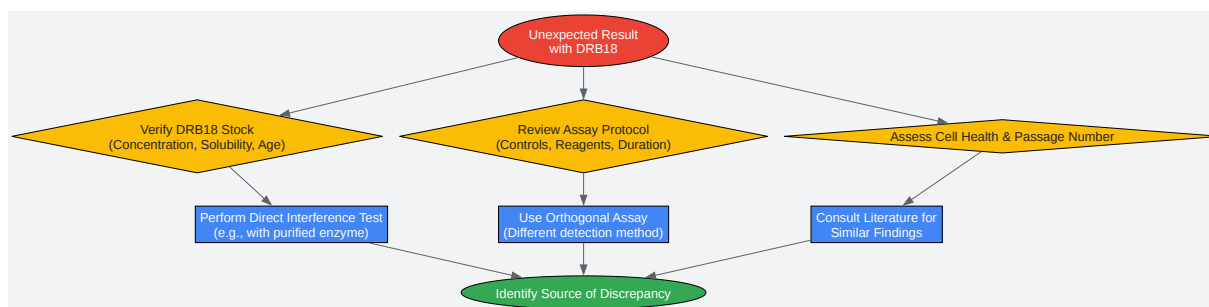 Unexpected Result
with DRB18
Verify DRB18 Stock
(Concentration, Solubility, Age)
Review Assay Protocol
(Controls, Reagents, Duration)
Assess Cell Health & Passage Number
Perform Direct Interference Test
(e.g., with purified enzyme)
Use Orthogonal Assay
(Different detection method)
Consult Literature for
Similar Findings
Identify Source of Discrepancy